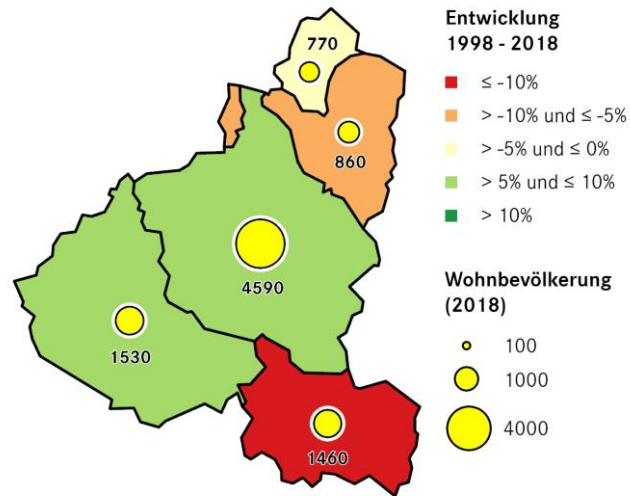 770
860
4590
1530
1460
Entwicklung
1998 - 2018
≤ -10%
> -10% und ≤ -5%
> -5% und ≤ 0%
> 5% und ≤ 10%
> 10%
Wohnbevölkerung
(2018)
100
1000
4000